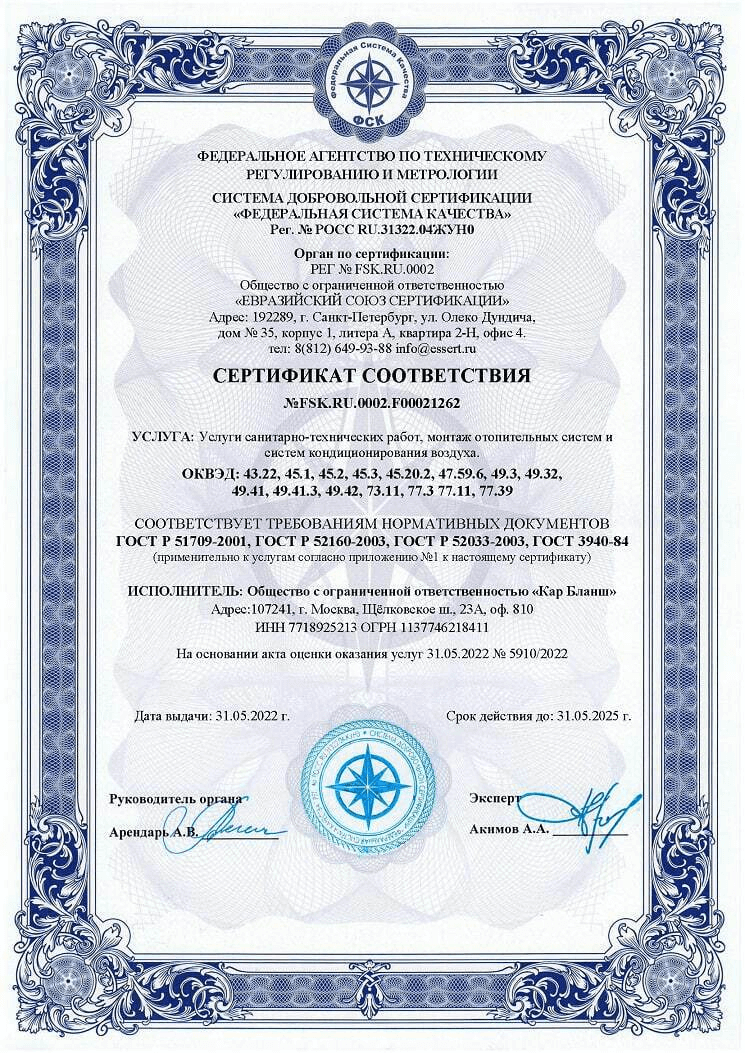 Федеральная Система Качества
ФСК
ФЕДЕРАЛЬНОЕ АГЕНТСТВО ПО ТЕХНИЧЕСКОМУ
РЕГУЛИРОВАНИЮ И МЕТРОЛОГИИ
СИСТЕМА ДОБРОВОЛЬНОЙ СЕРТИФИКАЦИИ
«ФЕДЕРАЛЬНАЯ СИСТЕМА КАЧЕСТВА»
Рег. № РОСС RU.31322.04ЖУН0
Орган по сертификации:
РЕГ № FSK.RU.0002
Общество с ограниченной ответственностью
«ЕВРАЗИЙСКИЙ СОЮЗ СЕРТИФИКАЦИИ»
Адрес: 192289, г. Санкт-Петербург, ул. Олеко Дундича,
дом № 35, корпус 1, литера А, квартира 2-Н, офис 4.
тел: 8(812) 649-93-88 info@essert.ru
СЕРТИФИКАТ СООТВЕТСТВИЯ
№FSK.RU.0002.F00021262
УСЛУГА: Услуги санитарно-технических работ, монтаж отопительных систем и
систем кондиционирования воздуха.
ОКВЭД: 43.22, 45.1, 45.2, 45.3, 45.20.2, 47.59.6, 49.3, 49.32,
49.41, 49.41.3, 49.42, 73.11, 77.3 77.11, 77.39
СООТВЕТСТВУЕТ ТРЕБОВАНИЯМ НОРМАТИВНЫХ ДОКУМЕНТОВ
ГОСТ Р 51709-2001, ГОСТ Р 52160-2003, ГОСТ Р 52033-2003, ГОСТ 3940-84
(применительно к услугам согласно приложению №1 к настоящему сертификату)
ИСПОЛНИТЕЛЬ: Общество с ограниченной ответственностью «Кар Бланш»
Адрес:107241, г. Москва, Щёлковское ш., 23А, оф. 810
ИНН 7718925213 ОГРН 1137746218411
На основании акта оценки оказания услуг 31.05.2022 № 5910/2022
Дата выдачи: 31.05.2022 г.
Срок действия до: 31.05.2025 г.
Руководитель органа
Арендарь А.В.
Эксперт
Акимов А.А.